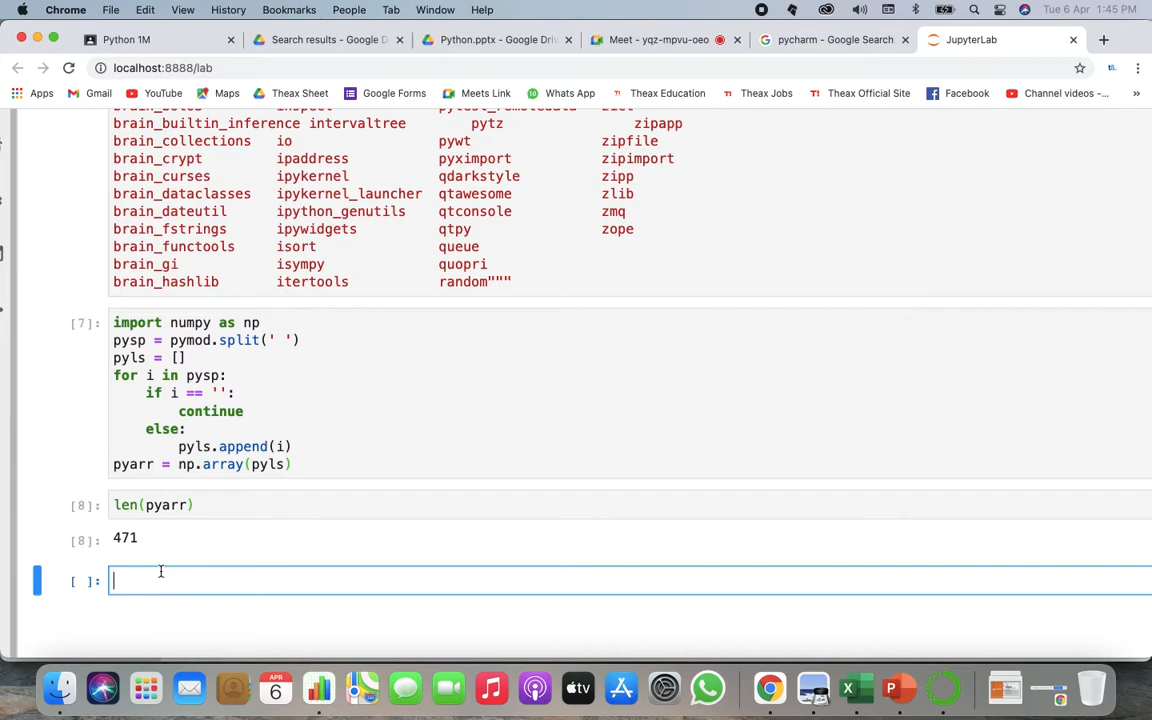 Chrome File Edit View History Bookmarks People Tab Window Help Tue 6 Apr 1:45 PM
Python 1M Search results - Google D Python.pptx - Google Driv Meet - yqz-mpvu-oeo pycharm - Google Search JupyterLab
localhost:8888/lab
Apps Gmail YouTube Maps Theax Sheet Google Forms Meets Link Whats App Theax Education Theax Jobs Theax Official Site Facebook Channel videos -...
brain_builtin_inference intervaltree pytz zipapp
brain_collections io pywt zipfile
brain_crypt ipaddress pyximport zipimport
brain_curses ipykernel qdarkstyle zipp
brain_dataclasses ipykernel_launcher qtawesome zlib
brain_dateutil ipython_genutils qtconsole zmq
brain_fstrings ipywidgets qtpy zope
brain_functools isort queue
brain_gi isympy quopri
brain_hashlib itertools random"""
[7]: import numpy as np
pysp = pymod.split(' ')
pyls = []
for i in pysp:
if i == '':
continue
else:
pyls.append(i)
pyarr = np.array(pyls)
[8]: len(pyarr)
[8]: 471
[ ]:
APR
6
tv